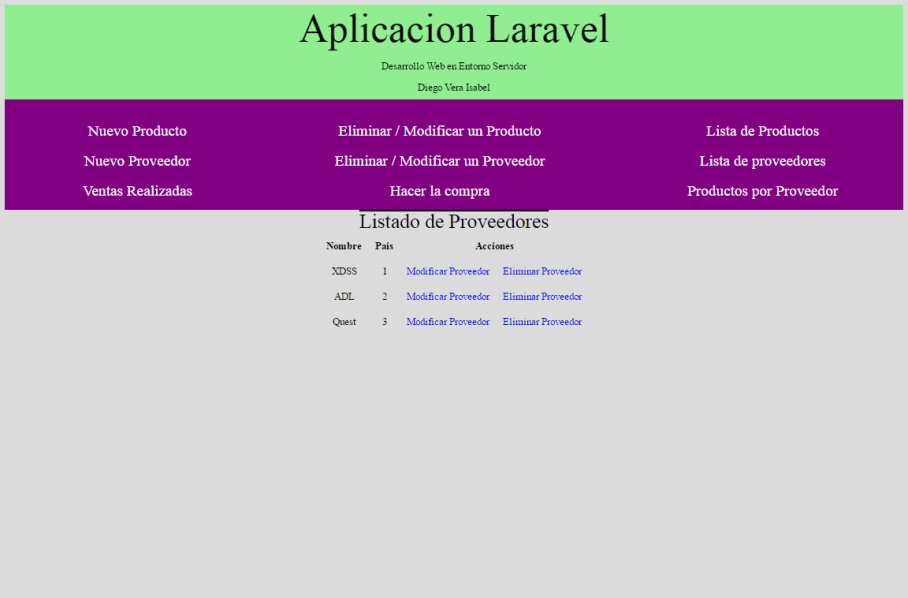 Aplicacion Laravel
Desarrollo Web en Entorno Servidor
Diego Vera Isabel
Nuevo Producto Eliminar / Modificar un Producto Lista de Productos
Nuevo Proveedor Eliminar / Modificar un Proveedor Lista de proveedores
Ventas Realizadas Hacer la compra Productos por Proveedor
Listado de Proveedores
Nombre Pais Acciones
XDSS 1 Modificar Proveedor Eliminar Proveedor
ADL 2 Modificar Proveedor Eliminar Proveedor
Quest 3 Modificar Proveedor Eliminar Proveedor